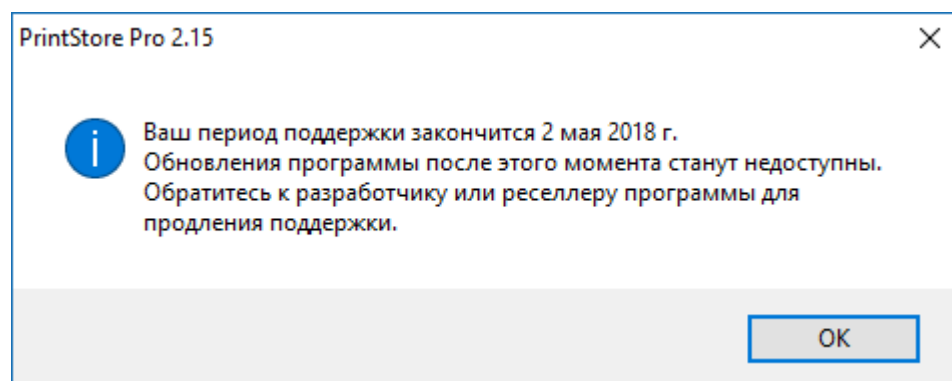 PrintStore Pro 2.15
Ваш период поддержки закончится 2 мая 2018 г.
Обновления программы после этого момента станут недоступны.
Обратитесь к разработчику или реселлеру программы для
продления поддержки.
OK